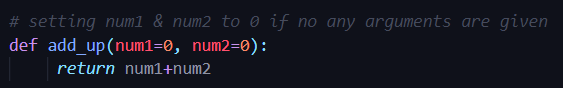 # setting num1 & num2 to 0 if no any arguments are given
def add_up(num1=0, num2=0):
return num1+num2